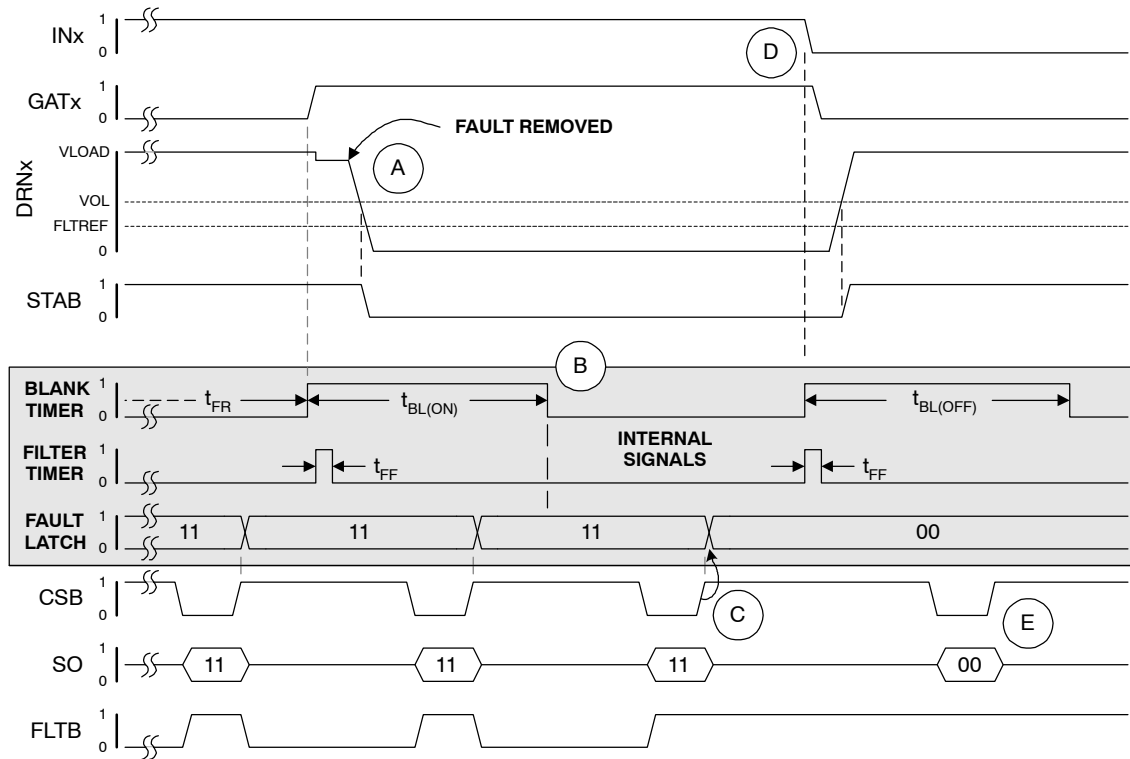 INx
1
0
D
GATx
1
0
FAULT REMOVED
DRNx
VLOAD
A
VOL
FLTREF
0
STAB
1
0
B
BLANK
TIMER
1
0
tFR
tBL(ON)
tBL(OFF)
FILTER
TIMER
1
0
tFF
INTERNAL
SIGNALS
tFF
FAULT
LATCH
1
0
11
11
11
00
CSB
1
0
C
E
SO
1
0
11
11
11
00
FLTB
1
0